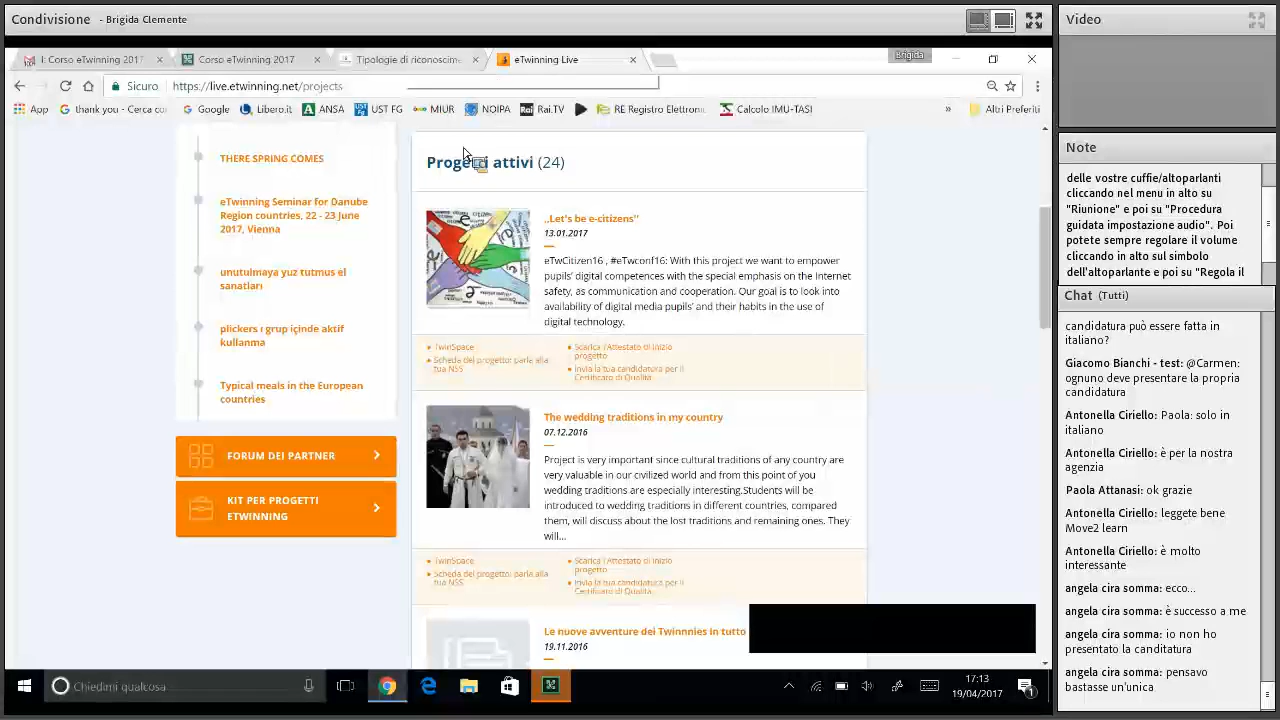 Condivisione - Brigida Clemente
I: Corso eTwinning 2017
Corso eTwinning 2017
Tipologie di riconoscim
eTwinning Live
Brigida
Sicuro
https://live.etwinning.net/projects
App
thank you - Cerca co
Google
Libero.it
ANSA
UST FG
MIUR
NOIPA
Rai.TV
RE Registro Elettroni
Calcolo IMU-TASI
»
Altri Preferiti
THERE SPRING COMES
eTwinning Seminar for Danube
Region countries, 22 - 23 June
2017, Vienna
unutulmaya yuz tutmus el
sanatları
plickers ı grup içinde aktif
kullanma
Typical meals in the European
countries
FORUM DEI PARTNER
KIT PER PROGETTI
ETWINNING
Progetti attivi (24)
,,Let's be e-citizens''
13.01.2017
eTwCitizen16 , #eTwconf16: With this project we want to empower
pupils' digital competences with the special emphasis on the Internet
safety, as communication and cooperation. Our goal is to look into
availability of digital media pupils' and their habits in the use of
digital technology.
TwinSpace
Scheda del progetto: parla alla
tua NSS
Scarica l'Attestato di inizio
progetto
Invia la tua candidatura per il
Certificato di Qualità
The wedding traditions in my country
07.12.2016
Project is very important since cultural traditions of any country are
very valuable in our civilized world and from this point of you
wedding traditions are especially interesting.Students will be
introduced to wedding traditions in different countries, compared
them, will discuss about the lost traditions and remaining ones. They
will...
TwinSpace
Scheda del progetto: parla alla
tua NSS
Scarica l'Attestato di inizio
progetto
Invia la tua candidatura per il
Certificato di Qualità
Le nuove avventure dei Twinnnies in tutto
19.11.2016
Chiedimi qualcosa
17:13
19/04/2017
1
Video
Note
delle vostre cuffie/altoparlanti
cliccando nel menu in alto su
"Riunione" e poi su "Procedura
guidata impostazione audio". Poi
potete sempre regolare il volume
cliccando in alto sul simbolo
dell'altoparlante e poi su "Regola il
Chat (Tutti)
candidatura può essere fatta in
italiano?
Giacomo Bianchi - test: @Carmen:
ognuno deve presentare la propria
candidatura
Antonella Ciriello: Paola: solo in
italiano
Antonella Ciriello: è per la nostra
agenzia
Paola Attanasi: ok grazie
Antonella Ciriello: leggete bene
Move2 learn
Antonella Ciriello: è molto
interessante
angela cira somma: ecco...
angela cira somma: è successo a me
angela cira somma: io non ho
presentato la canditatura
angela cira somma: pensavo
bastasse un'unica